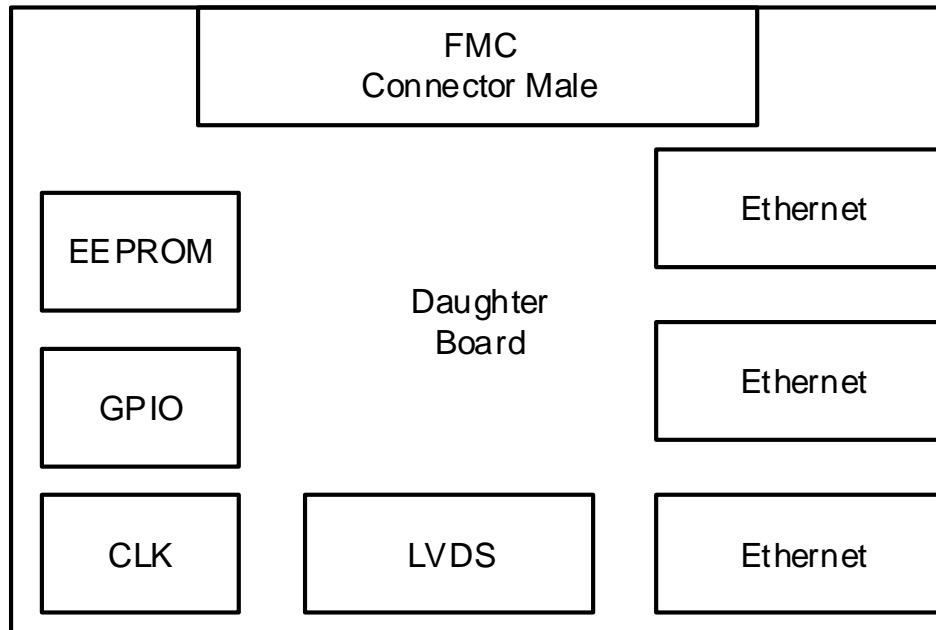 FMC
Connector Male
Ethernet
EEPROM
Daughter
Board
Ethernet
GPIO
CLK
LVDS
Ethernet